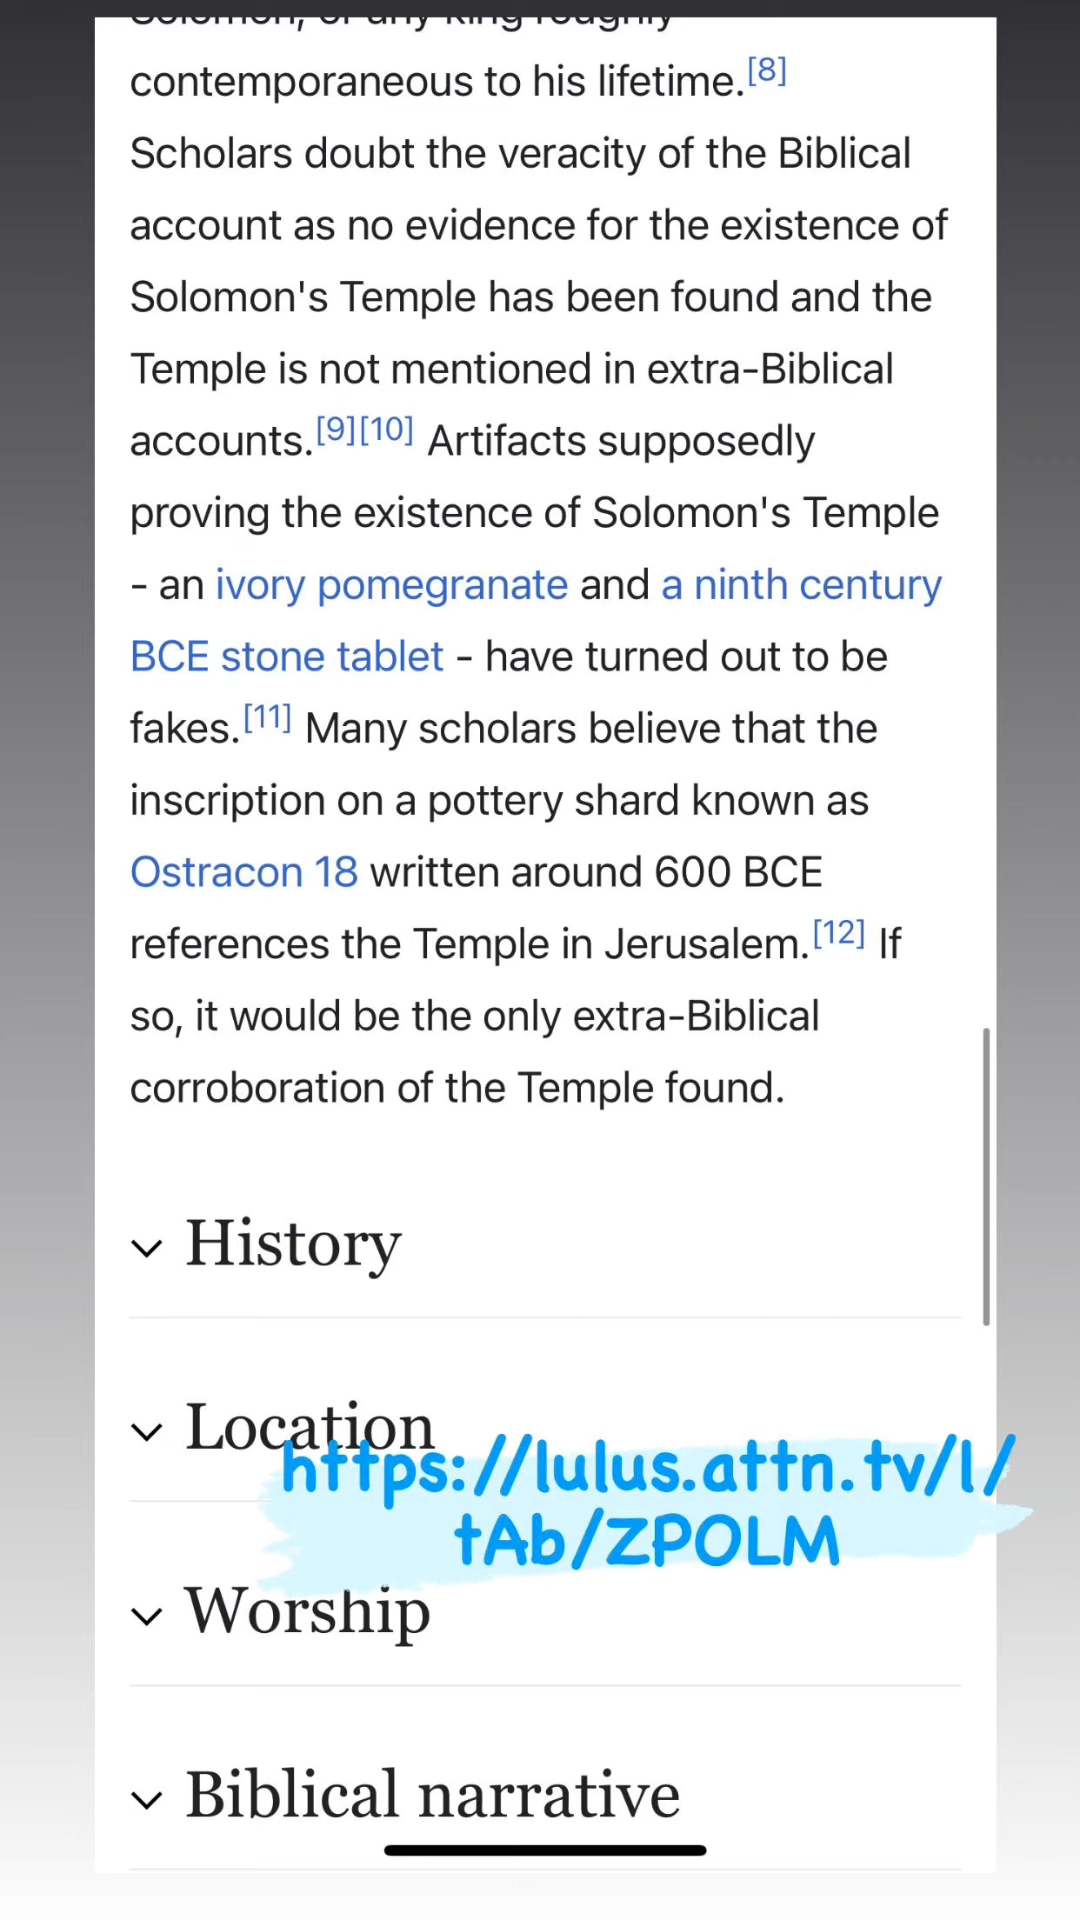 Solomon, or any king roughly
contemporaneous to his lifetime.[8]
Scholars doubt the veracity of the Biblical
account as no evidence for the existence of
Solomon's Temple has been found and the
Temple is not mentioned in extra-Biblical
accounts.[9][10] Artifacts supposedly
proving the existence of Solomon's Temple
- an ivory pomegranate and a ninth century
BCE stone tablet - have turned out to be
fakes.[11] Many scholars believe that the
inscription on a pottery shard known as
Ostracon 18 written around 600 BCE
references the Temple in Jerusalem.[12] If
so, it would be the only extra-Biblical
corroboration of the Temple found.
History
Location
https://lulus.attn.tv/l/
tAb/ZPOLM
Worship
Biblical narrative